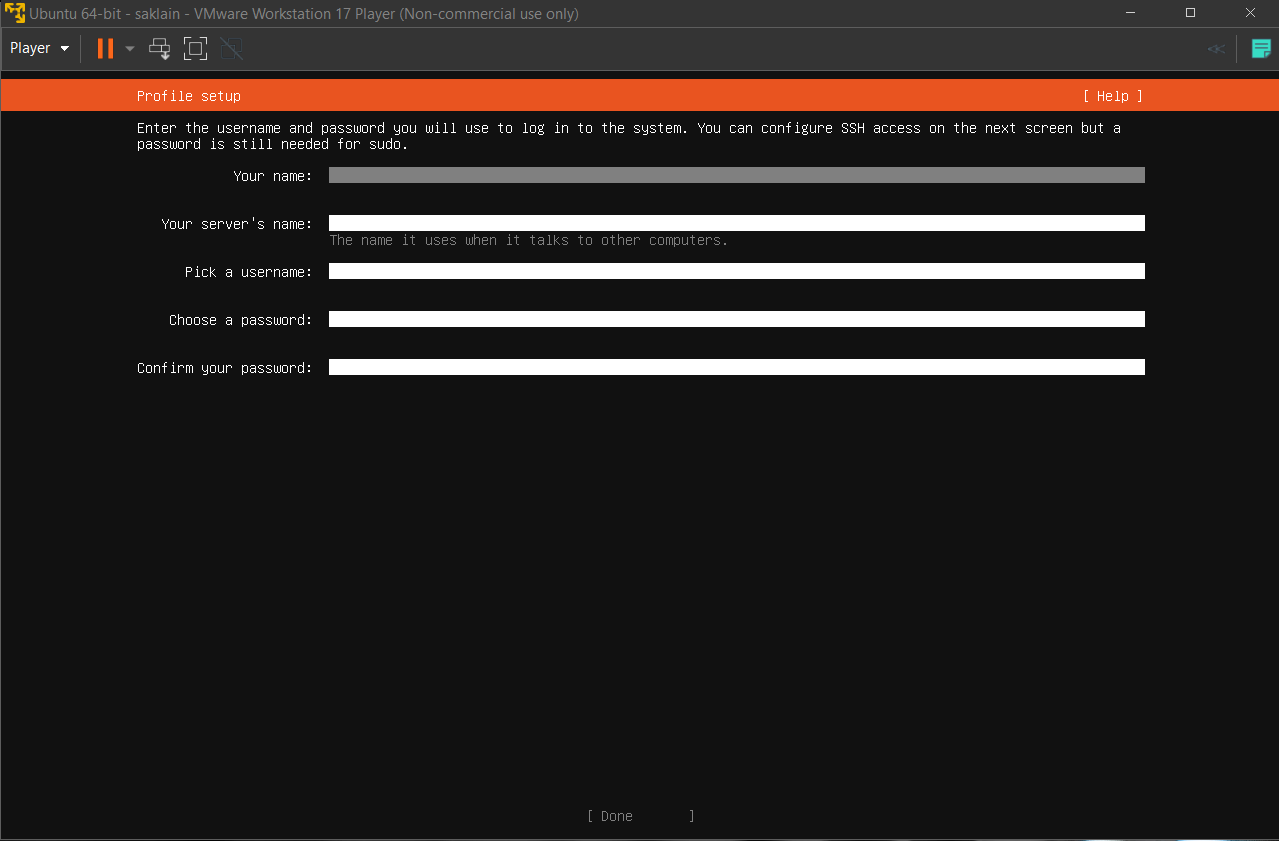 Ubuntu 64-bit - saklain - VMware Workstation 17 Player (Non-commercial use only)
Player
Profile setup [ Help ]
Enter the username and password you will use to log in to the system. You can configure SSH access on the next screen but a
password is still needed for sudo.
Your name:
Your server's name:
The name it uses when it talks to other computers.
Pick a username:
Choose a password:
Confirm your password:
[ Done ]